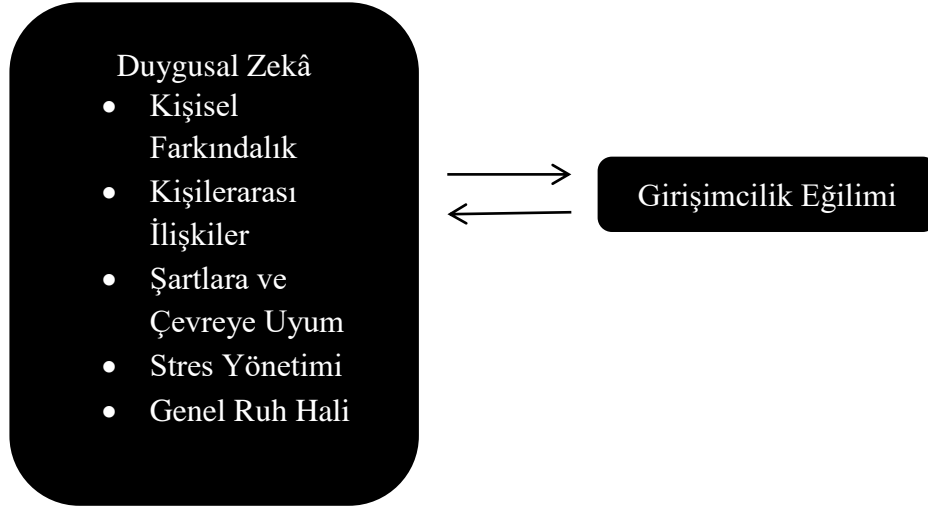 Duygusal Zekâ
• Kişisel
Farkındalık
• Kişilerarası
İlişkiler
• Şartlara ve
Çevreye Uyum
• Stres Yönetimi
• Genel Ruh Hali
Girişimcilik Eğilimi